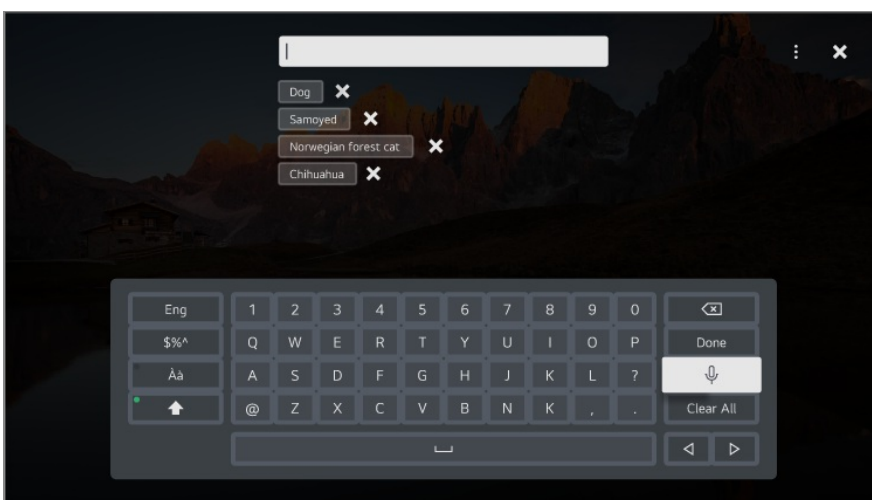 Dog
Samoyed
Norwegian forest cat
Chihuahua
Eng 1 2 3 4 5 6 7 8 9 0
$%^ Q W E R T Y U I O P Done
Àà A S D F G H J K L ?
@ Z X C V B N K , . Clear All